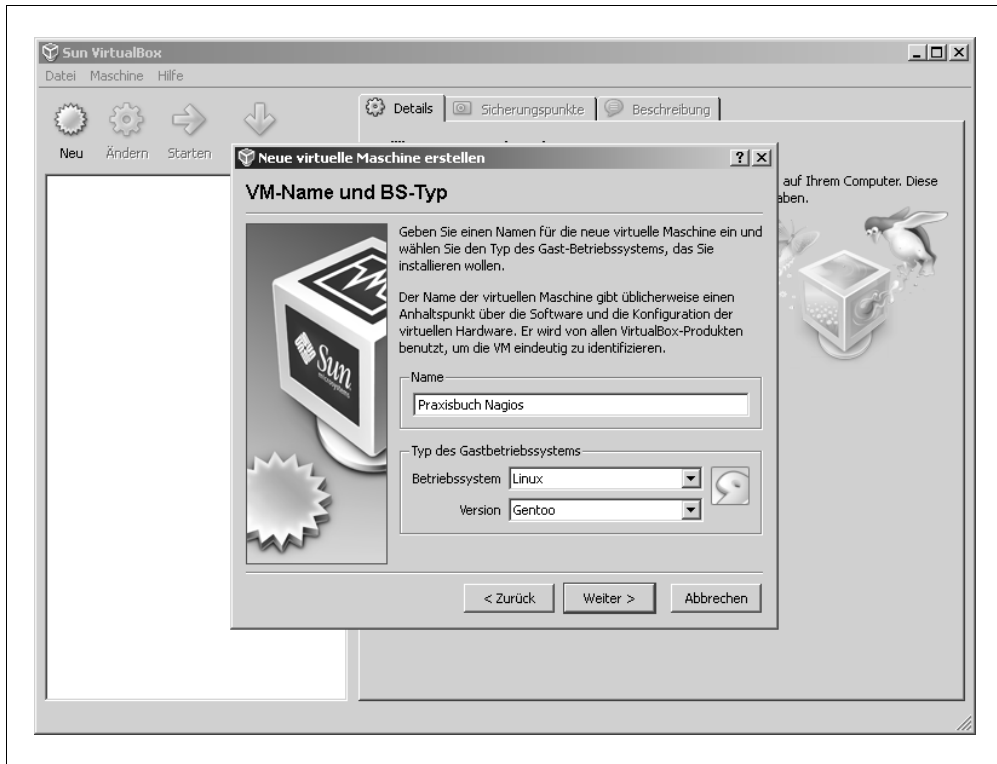 Sun VirtualBox
Datei Maschine Hilfe
Neu Ändern Starten
Details Sicherungspunkte Beschreibung
auf Ihrem Computer. Diese
Neue virtuelle Maschine erstellen
VM-Name und BS-Typ
Geben Sie einen Namen für die neue virtuelle Maschine ein und
wählen Sie den Typ des Gast-Betriebssystems, das Sie
installieren wollen.
Der Name der virtuellen Maschine gibt üblicherweise einen
Anhaltspunkt über die Software und die Konfiguration der
virtuellen Hardware. Er wird von allen VirtualBox-Produkten
benutzt, um die VM eindeutig zu identifizieren.
Sun
microsystems
Name
Praxisbuch Nagios
Typ des Gastbetriebssystems
Betriebssystem Linux
Version Gentoo
< Zurück Weiter > Abbrechen